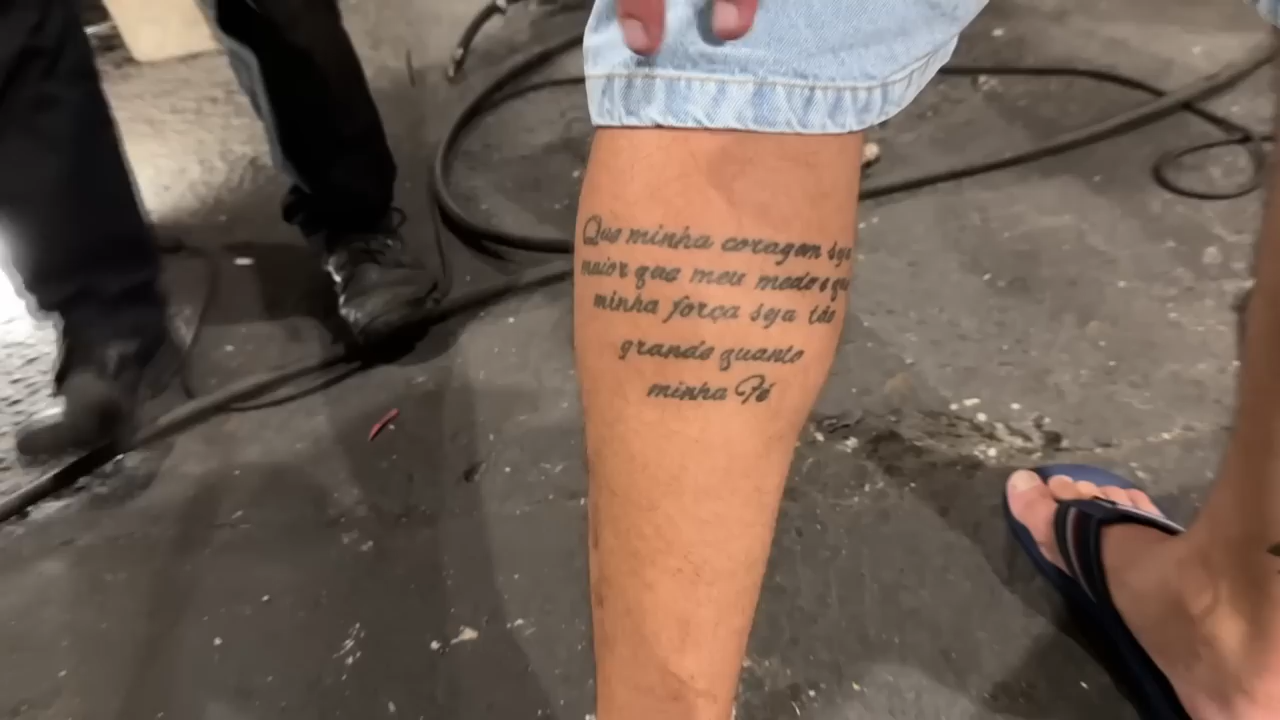 Que minha coragem seja
maior que meu medo e que
minha força seja tão
grande quanto
minha Fé